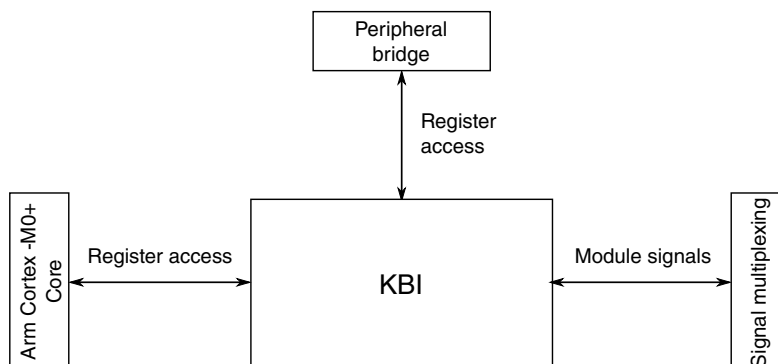 Peripheral
bridge
Register
access
Arm Cortex -M0+
Core
Register access
KBI
Module signals
Signal multiplexing